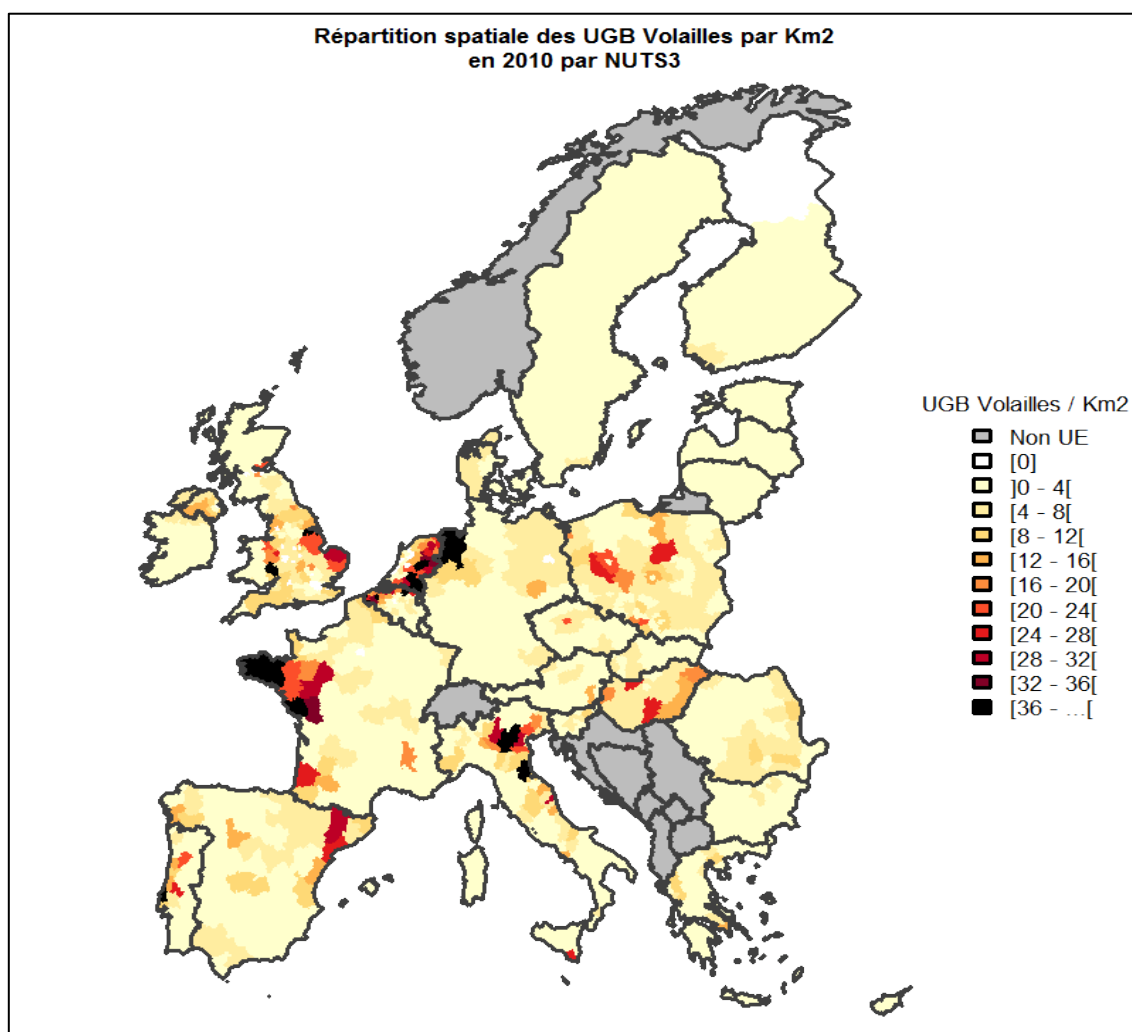 Répartition spatiale des UGB Volailles par Km2
en 2010 par NUTS3
UGB Volailles / Km2
Non UE
[0]
]0 - 4[
[4 - 8[
[8 - 12[
[12 - 16[
[16 - 20[
[20 - 24[
[24 - 28[
[28 - 32[
[32 - 36[
[36 - ...[